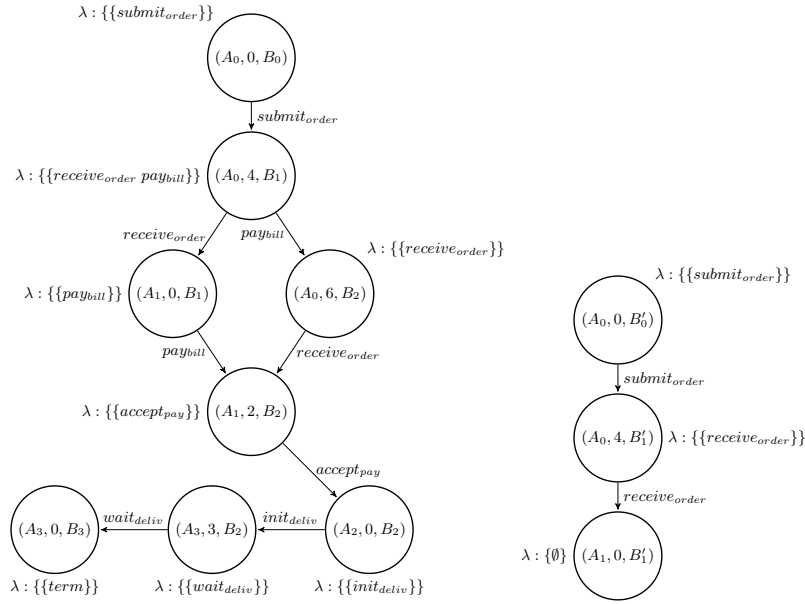 λ : {{submit_order}}
(A_0, 0, B_0)
submit_order
λ : {{receive_order pay_bill}}
(A_0, 4, B_1)
receive_order
pay_bill
λ : {{receive_order}}
λ : {{pay_bill}}
(A_1, 0, B_1)
(A_0, 6, B_2)
pay_bill
receive_order
λ : {{accept_pay}}
(A_1, 2, B_2)
accept_pay
(A_3, 0, B_3)
wait_deliv
(A_3, 3, B_2)
init_deliv
(A_2, 0, B_2)
λ : {{term}}
λ : {{wait_deliv}}
λ : {{init_deliv}}
λ : {{submit_order}}
(A_0, 0, B′_0)
submit_order
(A_0, 4, B′_1)
λ : {{receive_order}}
receive_order
λ : {∅}
(A_1, 0, B′_1)